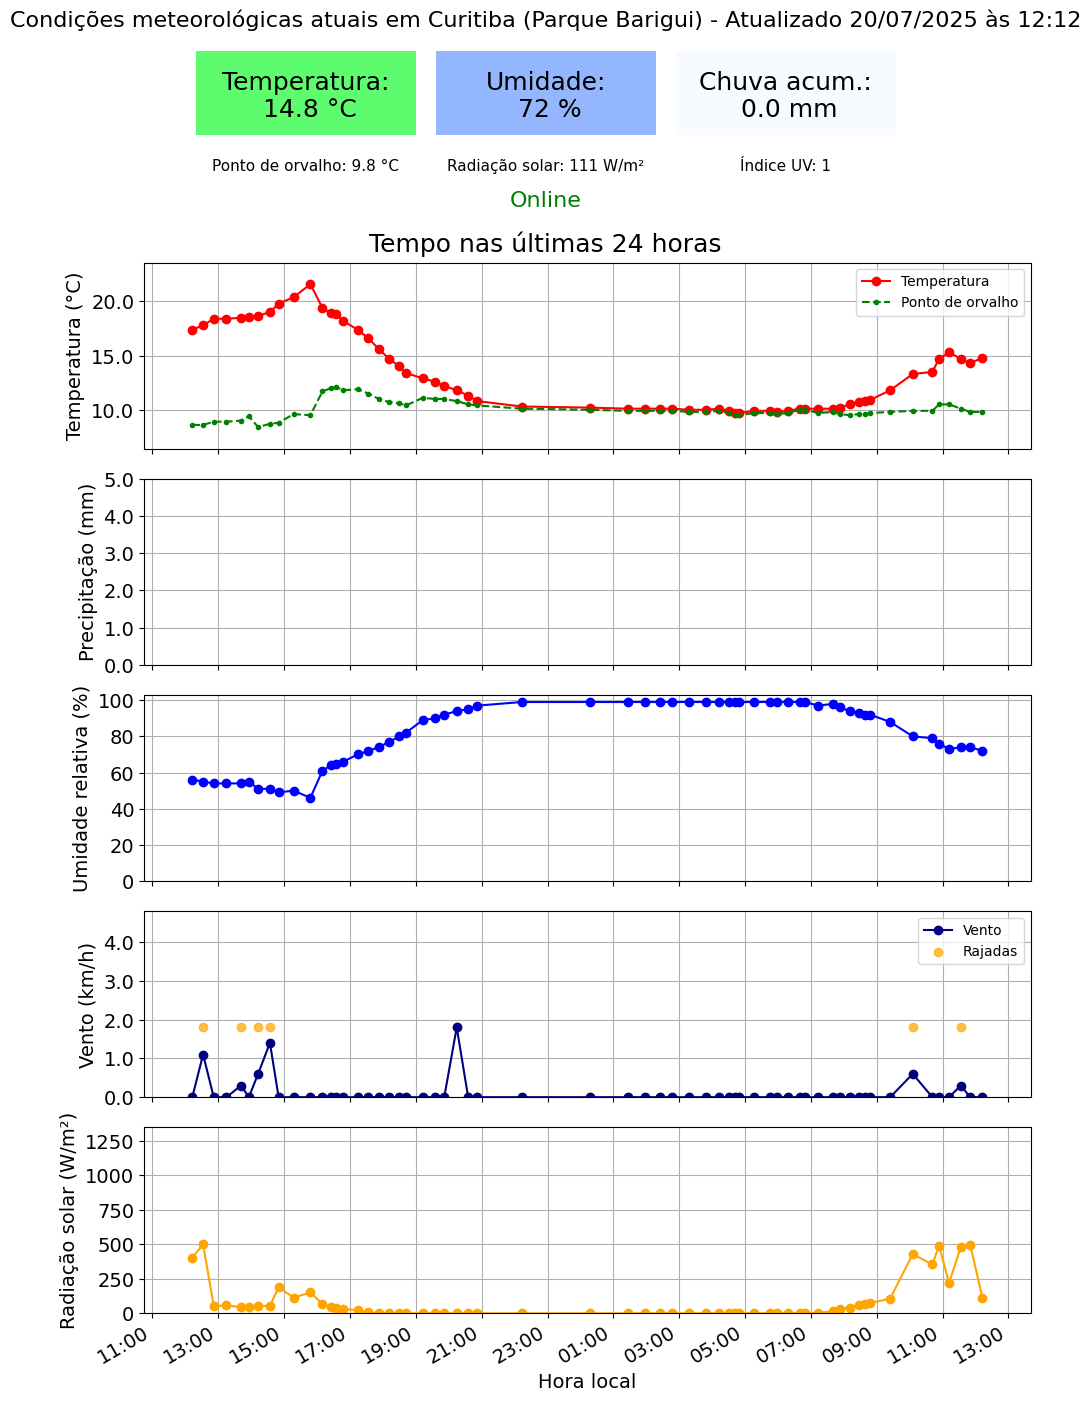 Condições meteorológicas atuais em Curitiba (Parque Barigui) - Atualizado 20/07/2025 às 12:12
Temperatura:
14.8 °C
Umidade:
72 %
Chuva acum.:
0.0 mm
Ponto de orvalho: 9.8 °C
Radiação solar: 111 W/m²
Índice UV: 1
Online
Tempo nas últimas 24 horas
Temperatura (°C)
20.0
15.0
10.0
Temperatura
Ponto de orvalho
Precipitação (mm)
5.0
4.0
3.0
2.0
1.0
0.0
Umidade relativa (%)
100
80
60
40
20
0
Vento (km/h)
4.0
3.0
2.0
1.0
0.0
Vento
Rajadas
Radiação solar (W/m²)
1250
1000
750
500
250
0
11:00
13:00
15:00
17:00
19:00
21:00
23:00
01:00
03:00
05:00
07:00
09:00
11:00
13:00
Hora local